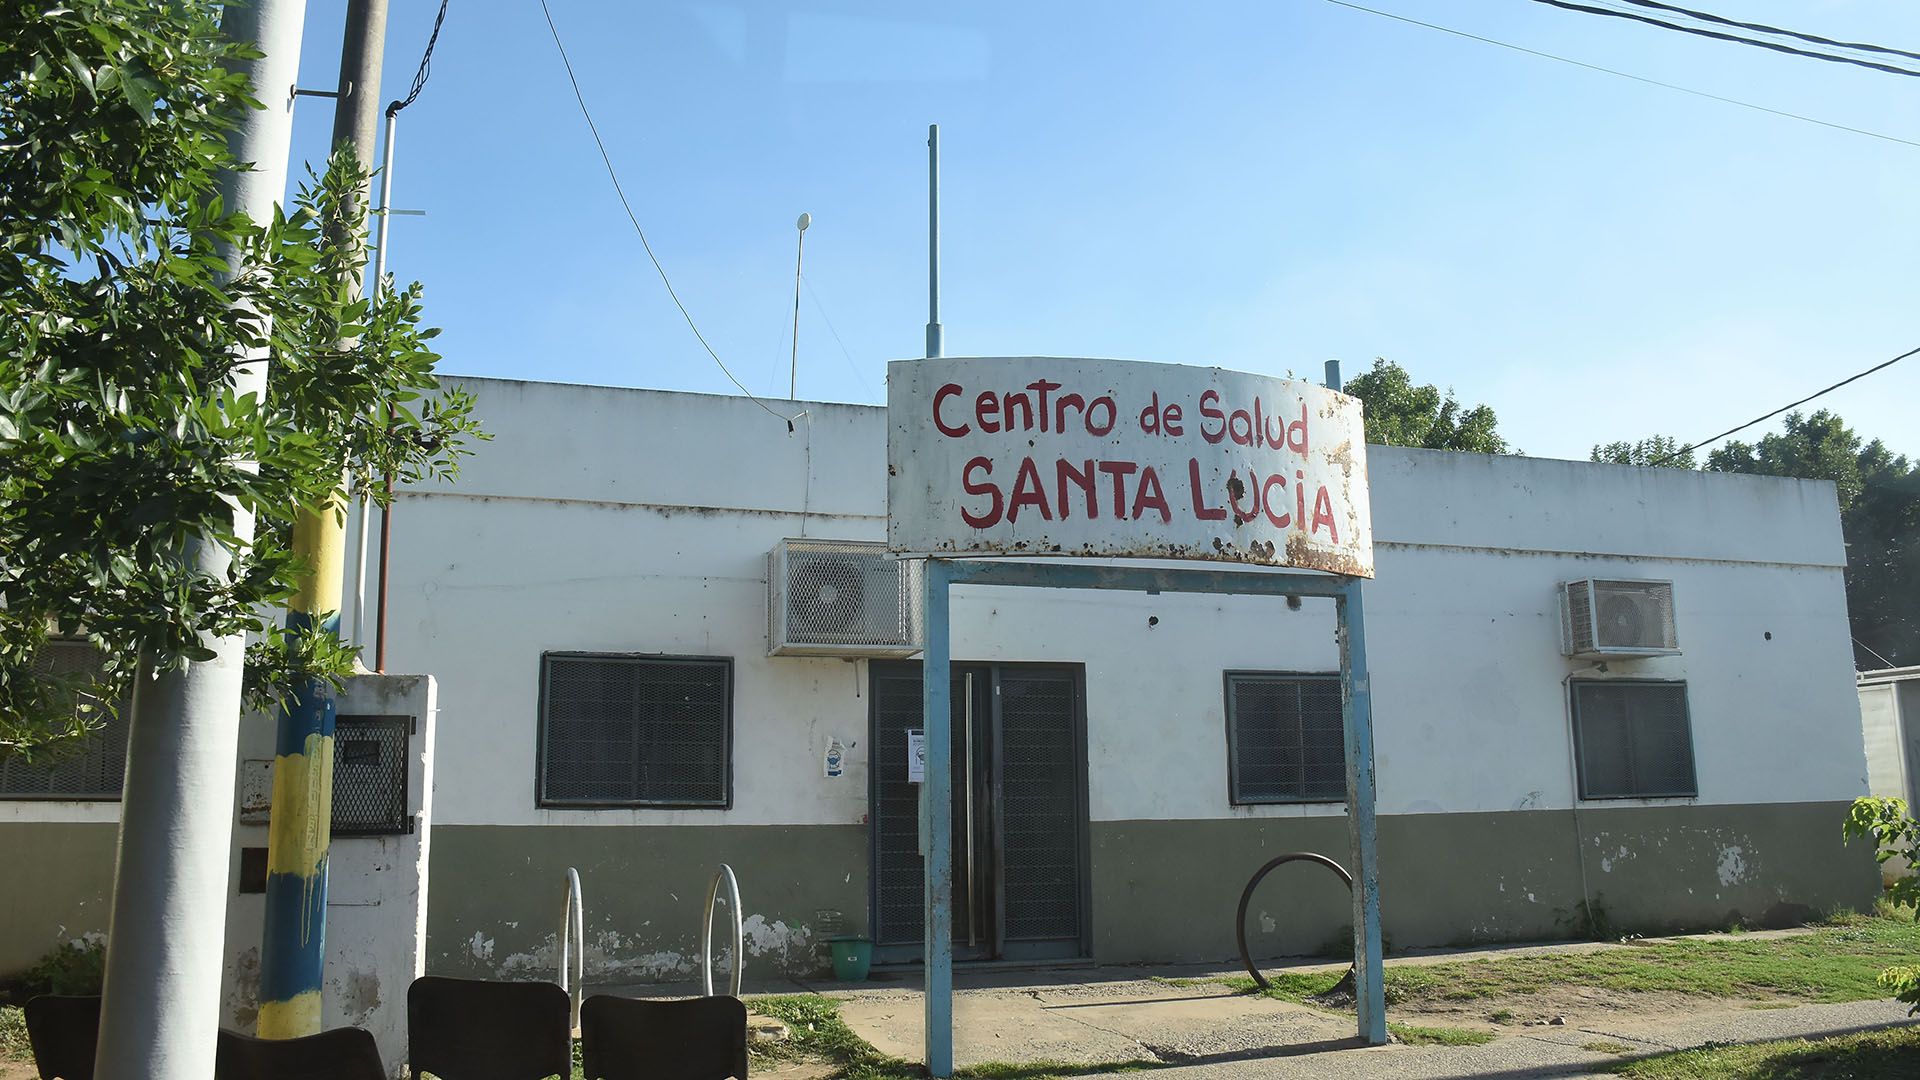 Centro de Salud
SANTA LUCiA